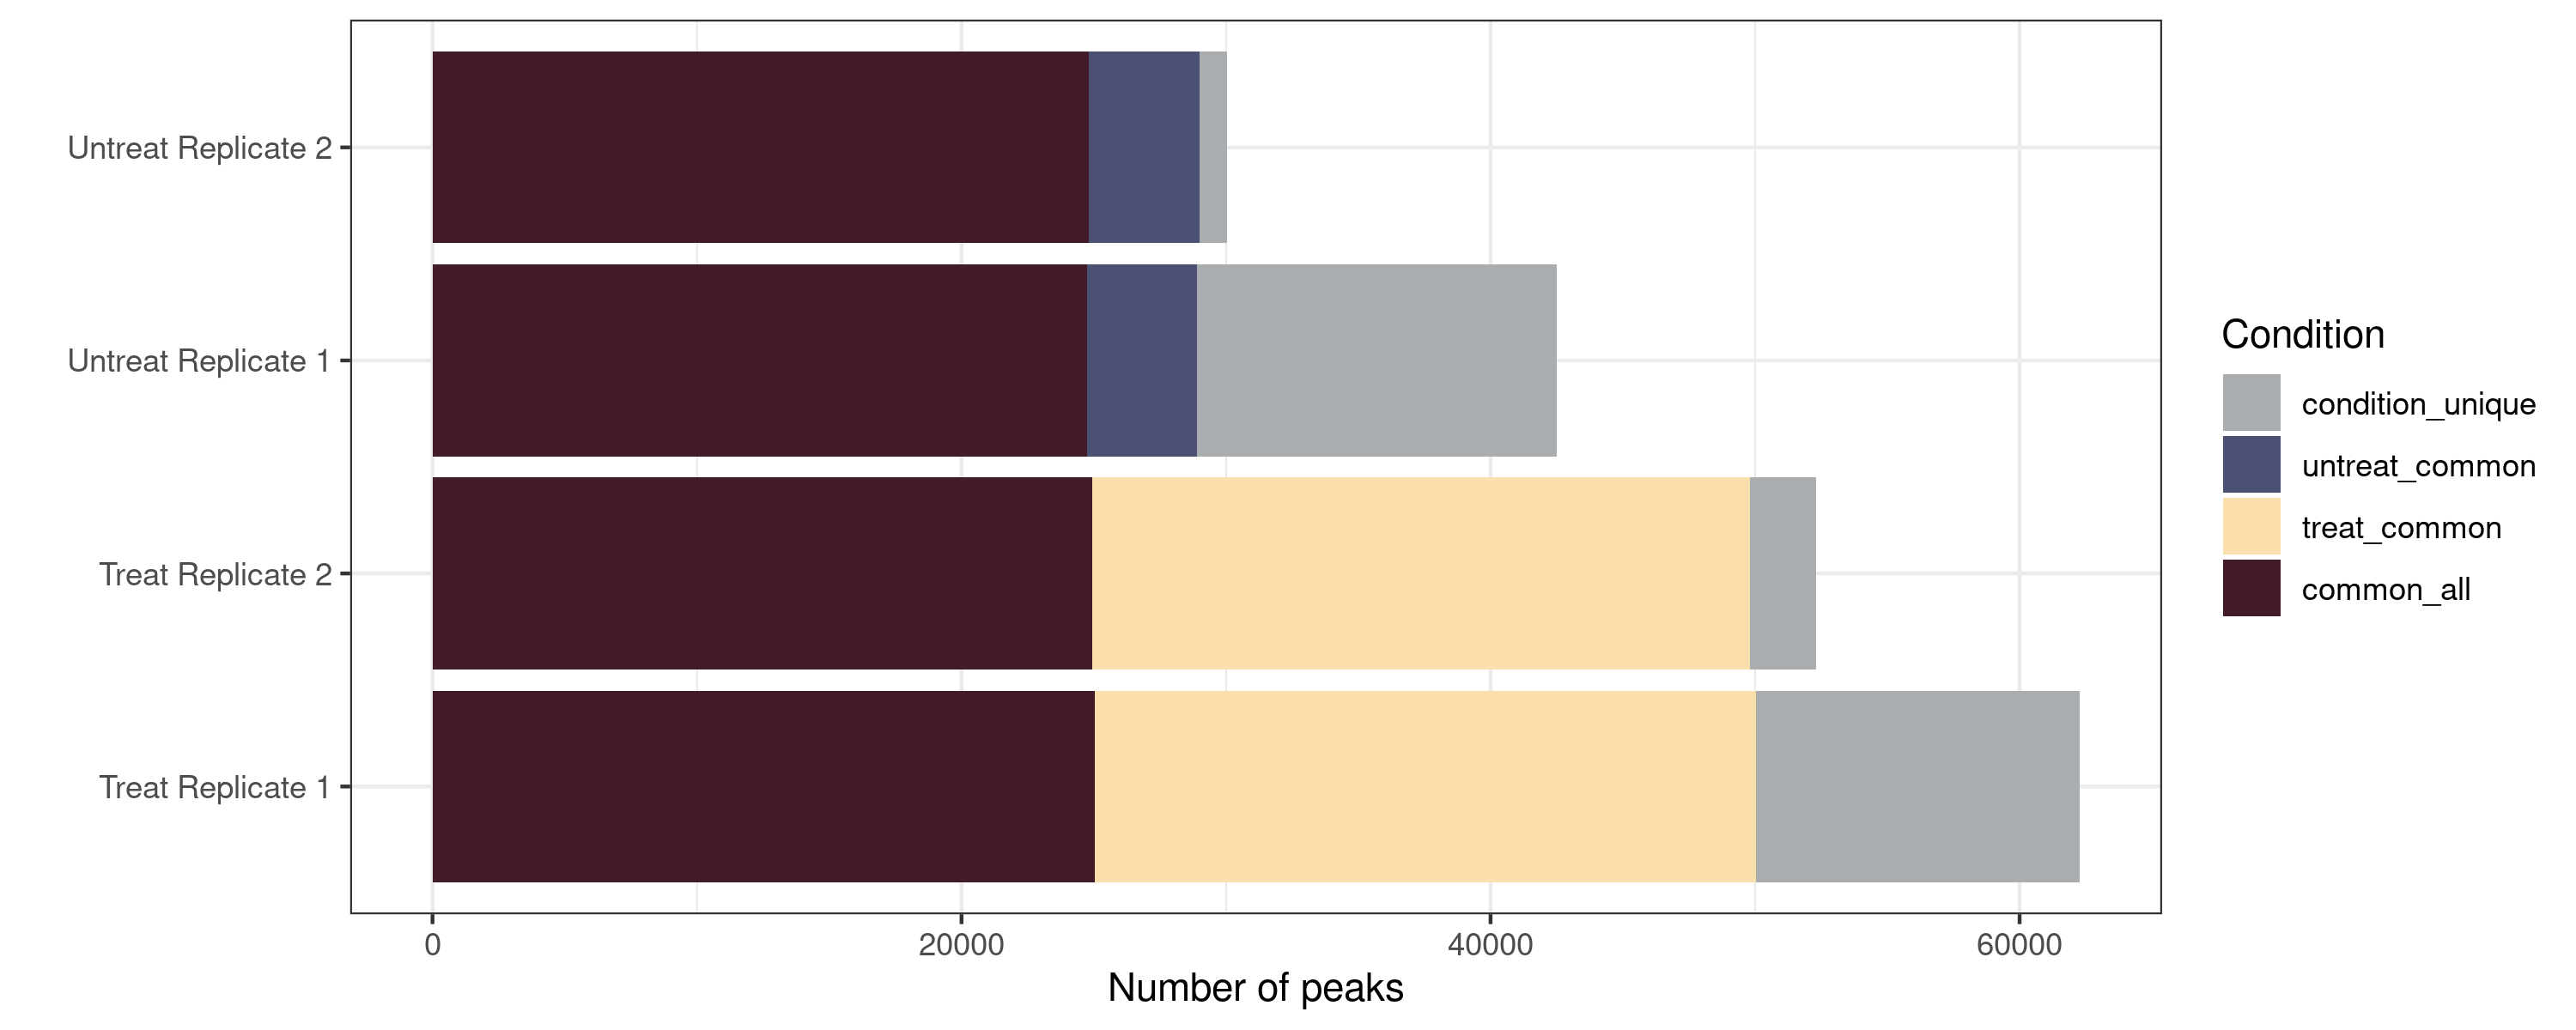 Untreat Replicate 2
Untreat Replicate 1
Treat Replicate 2
Treat Replicate 1
0
20000
40000
60000
Number of peaks
Condition
condition_unique
untreat_common
treat_common
common_all